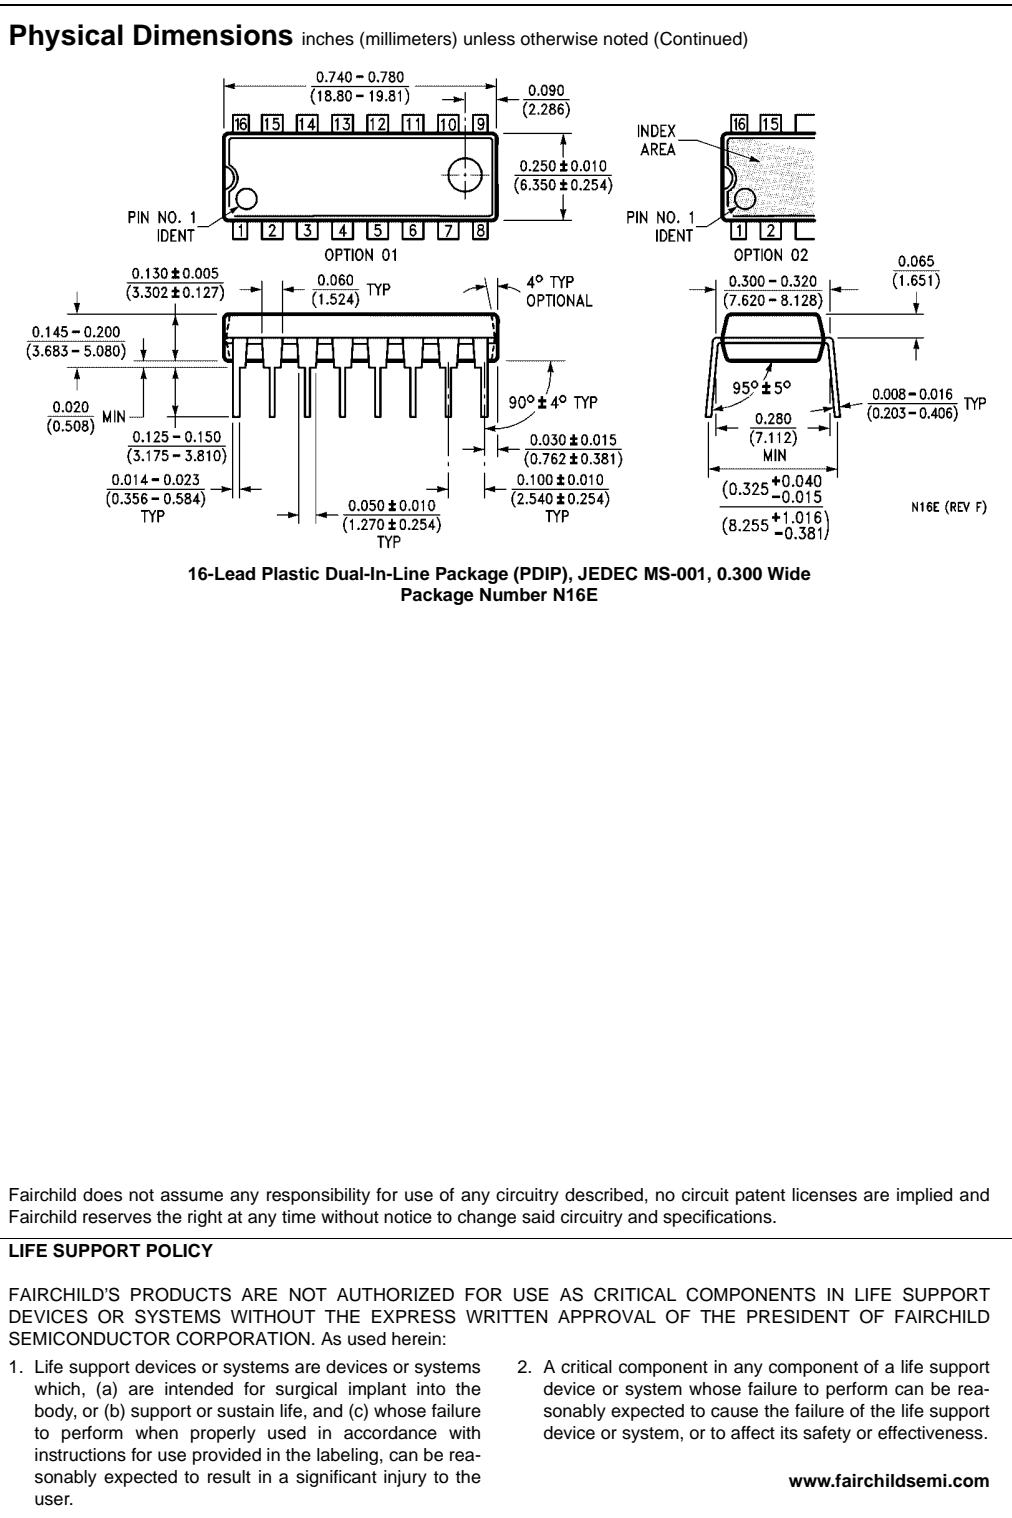 Physical Dimensions inches (millimeters) unless otherwise noted (Continued)
0.740 – 0.780
(18.80 – 19.81)
0.090
(2.286)
16 15 14 13 12 11 10 9
0.250 ± 0.010
(6.350 ± 0.254)
PIN NO. 1
IDENT
1 2 3 4 5 6 7 8
OPTION 01
INDEX
AREA
16 15
PIN NO. 1
IDENT
1 2
OPTION 02
0.130 ± 0.005
(3.302 ± 0.127)
0.060
(1.524)
TYP
4° TYP
OPTIONAL
0.300 – 0.320
(7.620 – 8.128)
0.065
(1.651)
0.145 – 0.200
(3.683 – 5.080)
0.020
(0.508)
MIN
0.125 – 0.150
(3.175 – 3.810)
90° ± 4° TYP
95° ± 5°
0.008 – 0.016
(0.203 – 0.406)
TYP
0.280
(7.112)
MIN
0.030 ± 0.015
(0.762 ± 0.381)
0.014 – 0.023
(0.356 – 0.584)
TYP
0.050 ± 0.010
(1.270 ± 0.254)
TYP
0.100 ± 0.010
(2.540 ± 0.254)
TYP
(0.325 +0.040
-0.015
(8.255 +1.016
-0.381)
N16E (REV F)
16-Lead Plastic Dual-In-Line Package (PDIP), JEDEC MS-001, 0.300 Wide
Package Number N16E
Fairchild does not assume any responsibility for use of any circuitry described, no circuit patent licenses are implied and
Fairchild reserves the right at any time without notice to change said circuitry and specifications.
LIFE SUPPORT POLICY
FAIRCHILD'S PRODUCTS ARE NOT AUTHORIZED FOR USE AS CRITICAL COMPONENTS IN LIFE SUPPORT
DEVICES OR SYSTEMS WITHOUT THE EXPRESS WRITTEN APPROVAL OF THE PRESIDENT OF FAIRCHILD
SEMICONDUCTOR CORPORATION. As used herein:
1. Life support devices or systems are devices or systems
which, (a) are intended for surgical implant into the
body, or (b) support or sustain life, and (c) whose failure
to perform when properly used in accordance with
instructions for use provided in the labeling, can be rea-
sonably expected to result in a significant injury to the
user.
2. A critical component in any component of a life support
device or system whose failure to perform can be rea-
sonably expected to cause the failure of the life support
device or system, or to affect its safety or effectiveness.
www.fairchildsemi.com